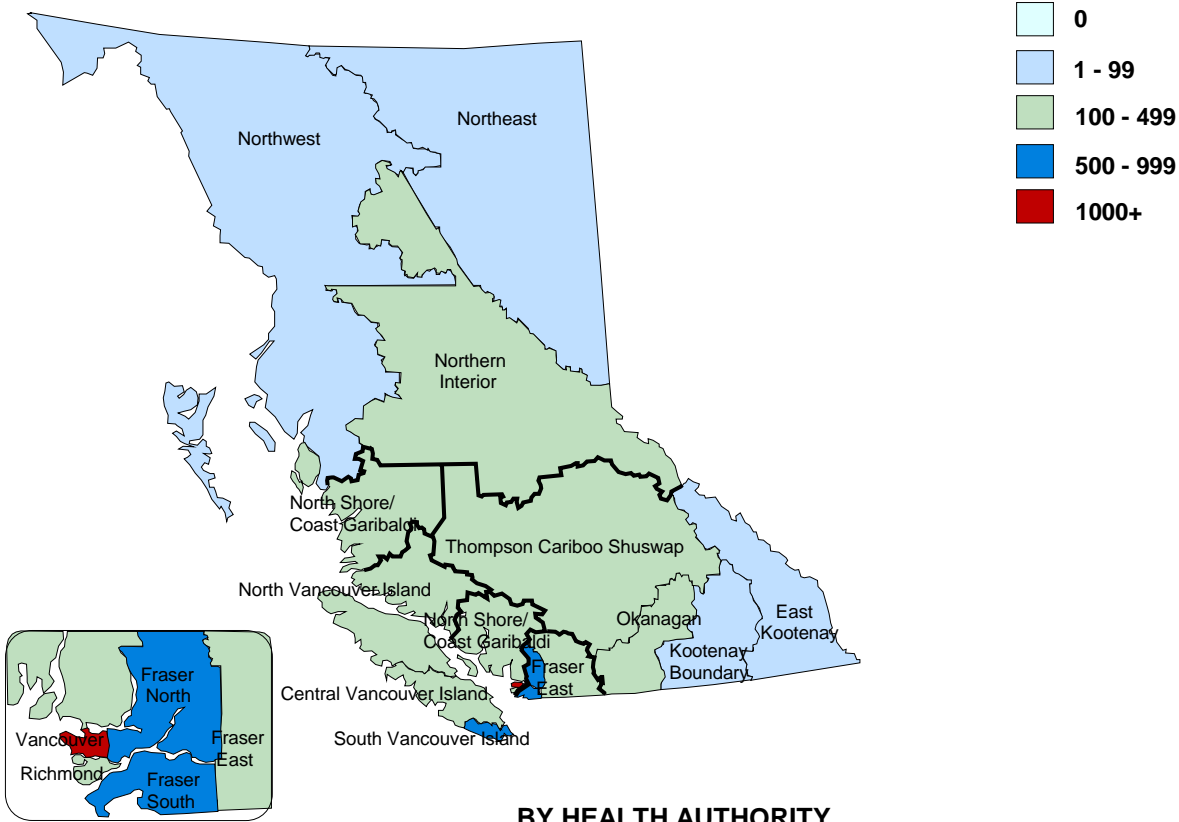 0
1 - 99
100 - 499
500 - 999
1000+
Northeast
Northwest
Northern
Interior
North Shore/
Coast Garibaldi
Thompson Cariboo Shuswap
North Vancouver Island
North Shore/
Coast Garibaldi
Okanagan
East
Kootenay
Kootenay
Boundary
Fraser
East
Central Vancouver Island
South Vancouver Island
Fraser
North
Vancouver
Fraser
East
Richmond
Fraser
South
BY HEALTH AUTHORITY